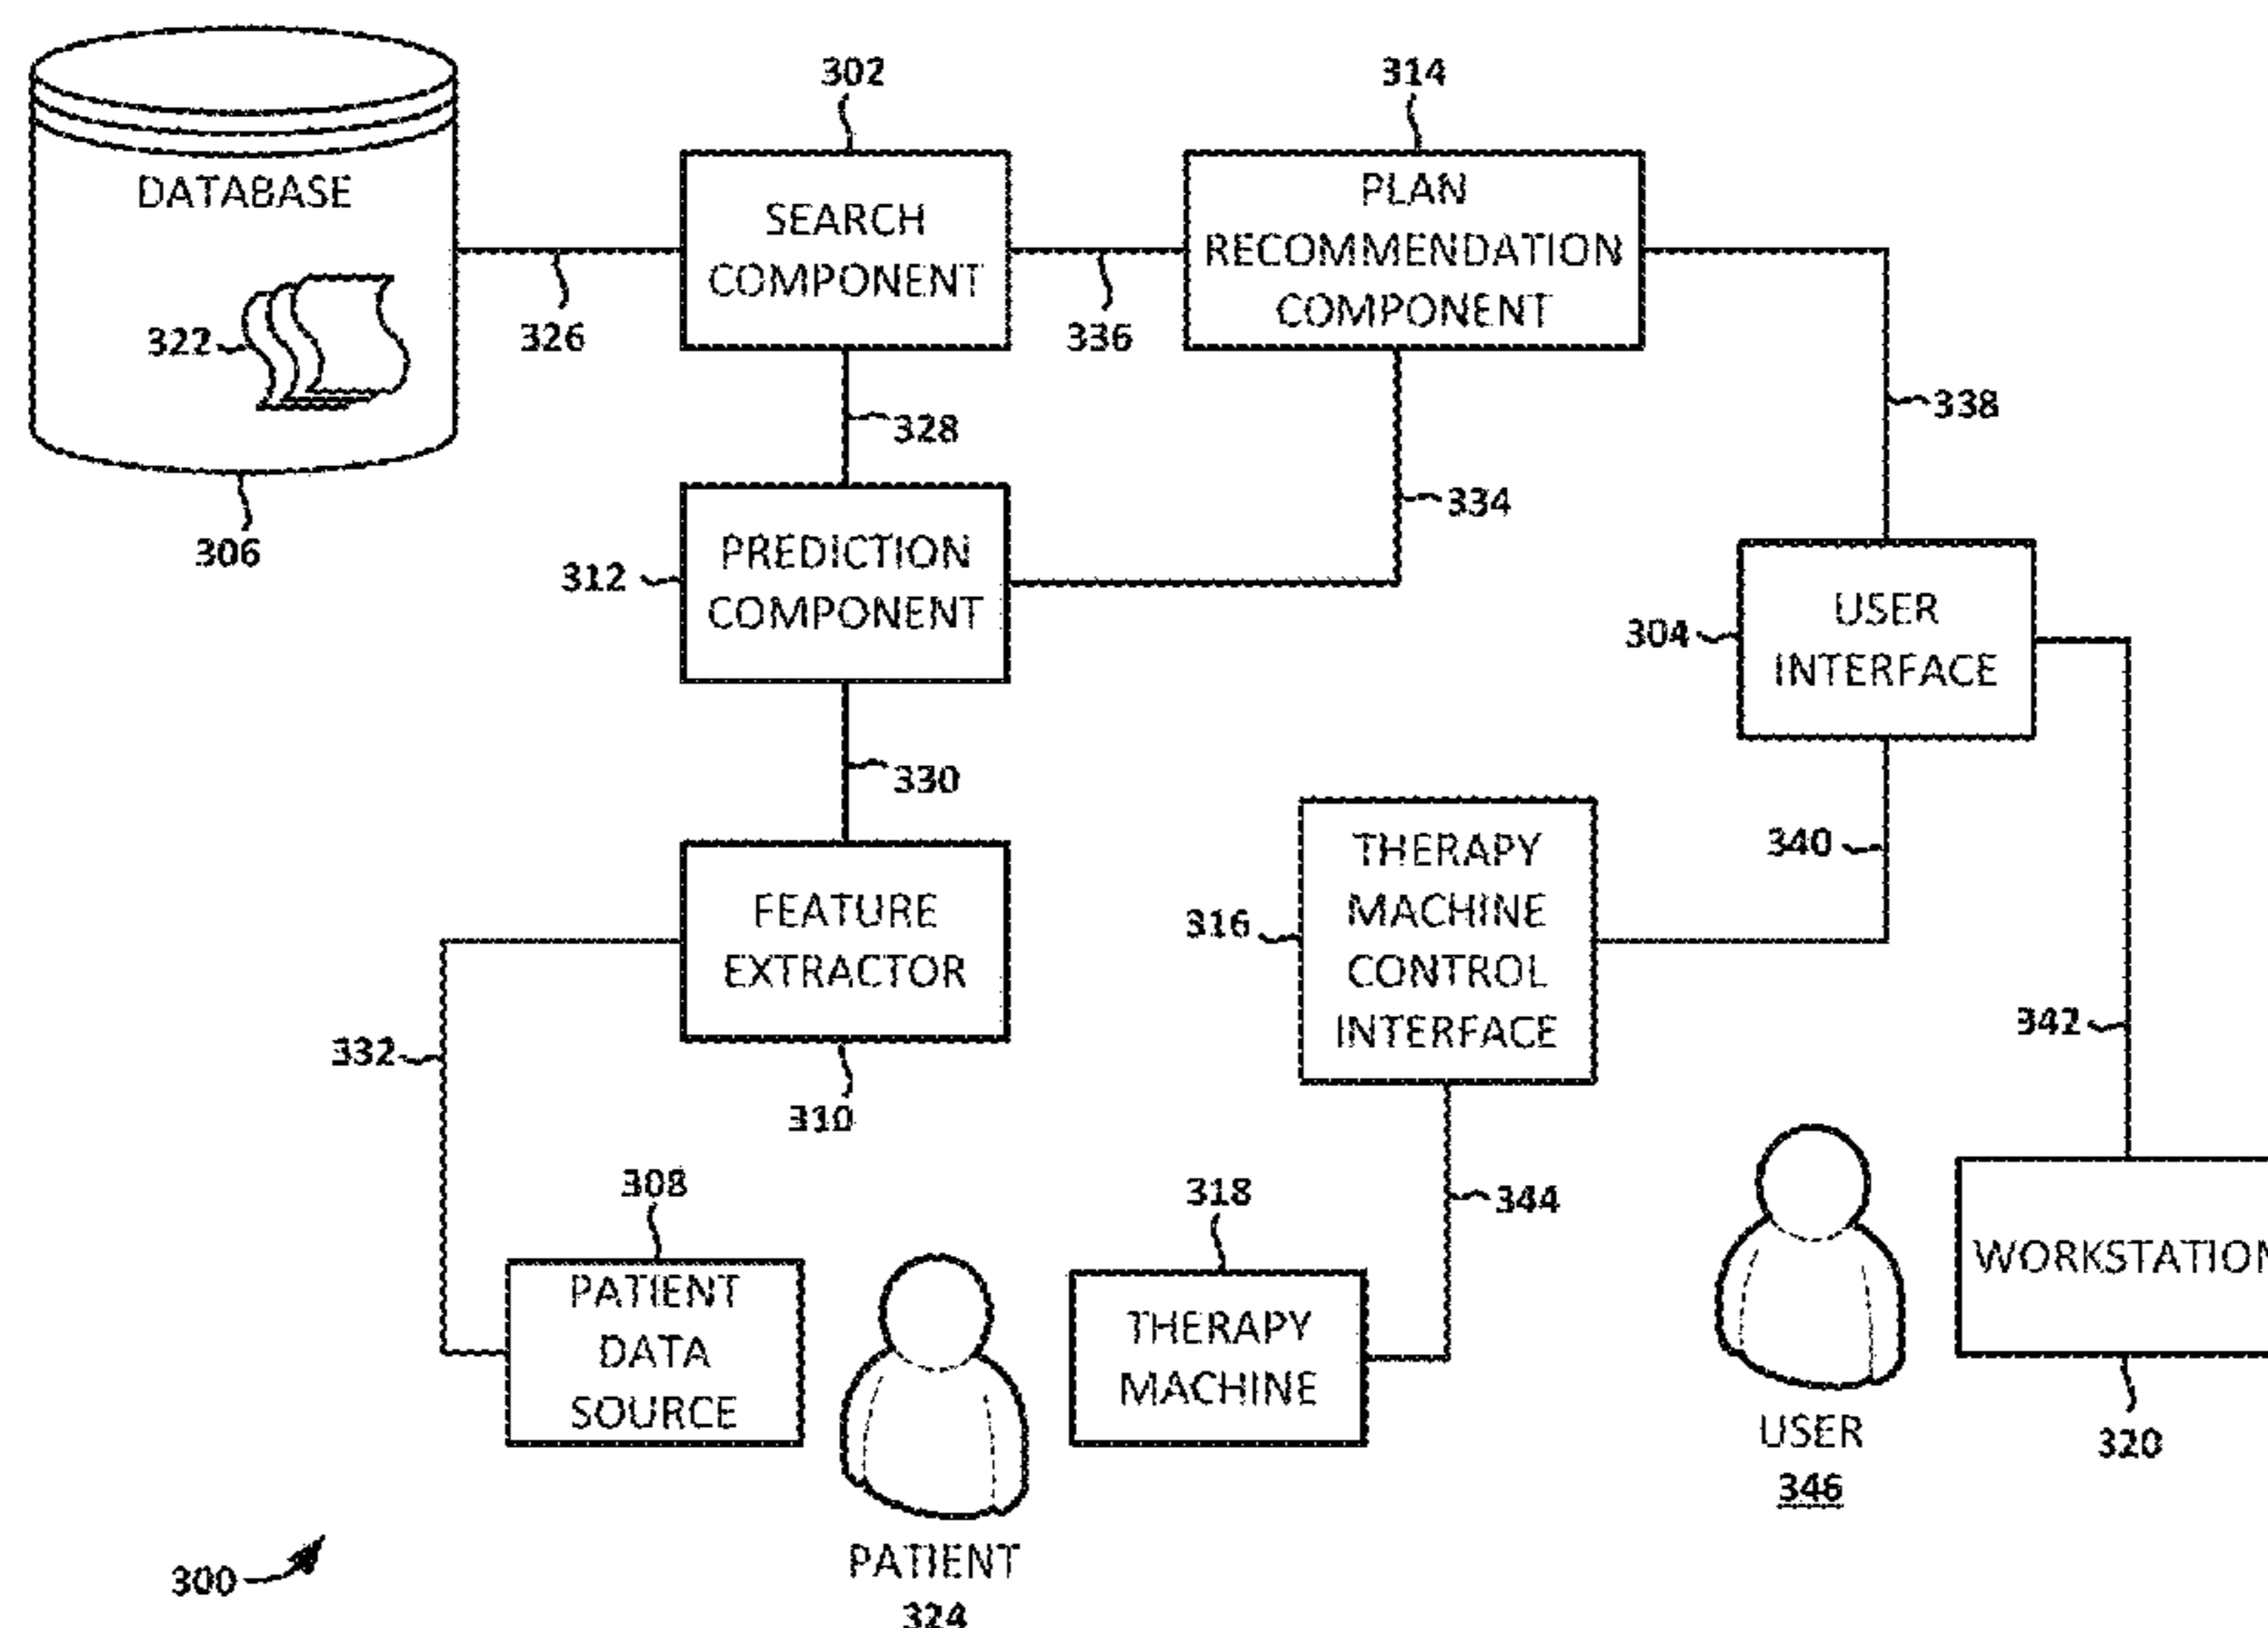 302
314
DATABASE
SEARCH
COMPONENT
PLAN
RECOMMENDATION
COMPONENT
322
326
336
328
338
334
306
312
PREDICTION
COMPONENT
304
USER
INTERFACE
330
340
316
THERAPY
MACHINE
CONTROL
INTERFACE
FEATURE
EXTRACTOR
332
342
310
308
318
344
PATIENT
DATA
SOURCE
THERAPY
MACHINE
WORKSTATION
USER
346
320
300
PATIENT
324